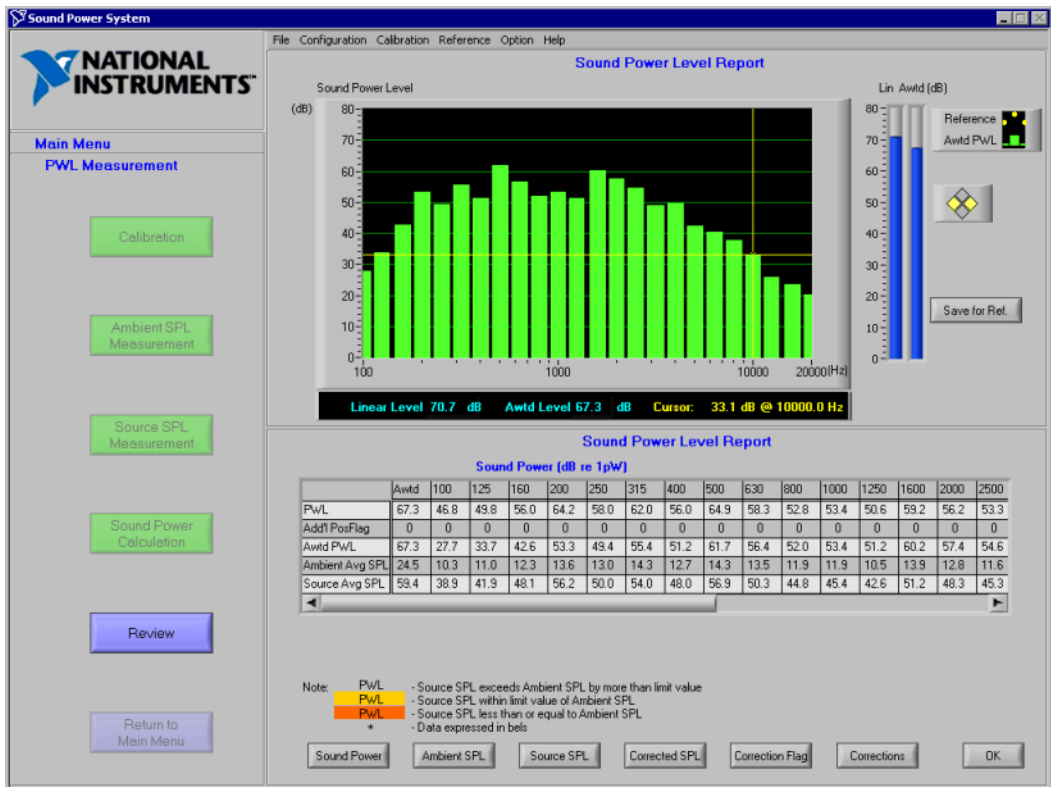 Sound Power System
NATIONAL
INSTRUMENTS™
File Configuration Calibration Reference Option Help
Main Menu
PWL Measurement
Calibration
Ambient SPL
Measurement
Source SPL
Measurement
Sound Power
Calculation
Review
Return to
Main Menu
Sound Power Level Report
Sound Power Level
(dB)
80
70
60
50
40
30
20
10
0
100 1000 10000 20000(Hz)
Linear Level 70.7 dB Awtd Level 67.3 dB Cursor: 33.1 dB @ 10000.0 Hz
Lin Awtd (dB)
80
70
60
50
40
30
20
10
0
Reference
Awtd PWL
Save for Ref.
Sound Power Level Report
Sound Power (dB re 1pW)
Awtd 100 125 160 200 250 315 400 500 630 800 1000 1250 1600 2000 2500
PWL 67.3 46.8 49.8 56.0 64.2 58.0 62.0 56.0 64.9 58.3 52.8 53.4 50.6 59.2 56.2 53.3
Add'l PosFlag 0 0 0 0 0 0 0 0 0 0 0 0 0 0 0 0
Awtd PWL 67.3 27.7 33.7 42.6 53.3 49.4 55.4 51.2 61.7 56.4 52.0 53.4 51.2 60.2 57.4 54.6
Ambient Avg SPL 24.5 10.3 11.0 12.3 13.6 13.0 14.3 12.7 14.3 13.5 11.9 11.9 10.5 13.9 12.8 11.6
Source Avg SPL 59.4 38.9 41.9 48.1 56.2 50.0 54.0 48.0 56.9 50.3 44.8 45.4 42.6 51.2 48.3 45.3
Note: PWL - Source SPL exceeds Ambient SPL by more than limit value
PWL - Source SPL within limit value of Ambient SPL
PWL - Source SPL less than or equal to Ambient SPL
* - Data expressed in bels
Sound Power Ambient SPL Source SPL Corrected SPL Correction Flag Corrections OK